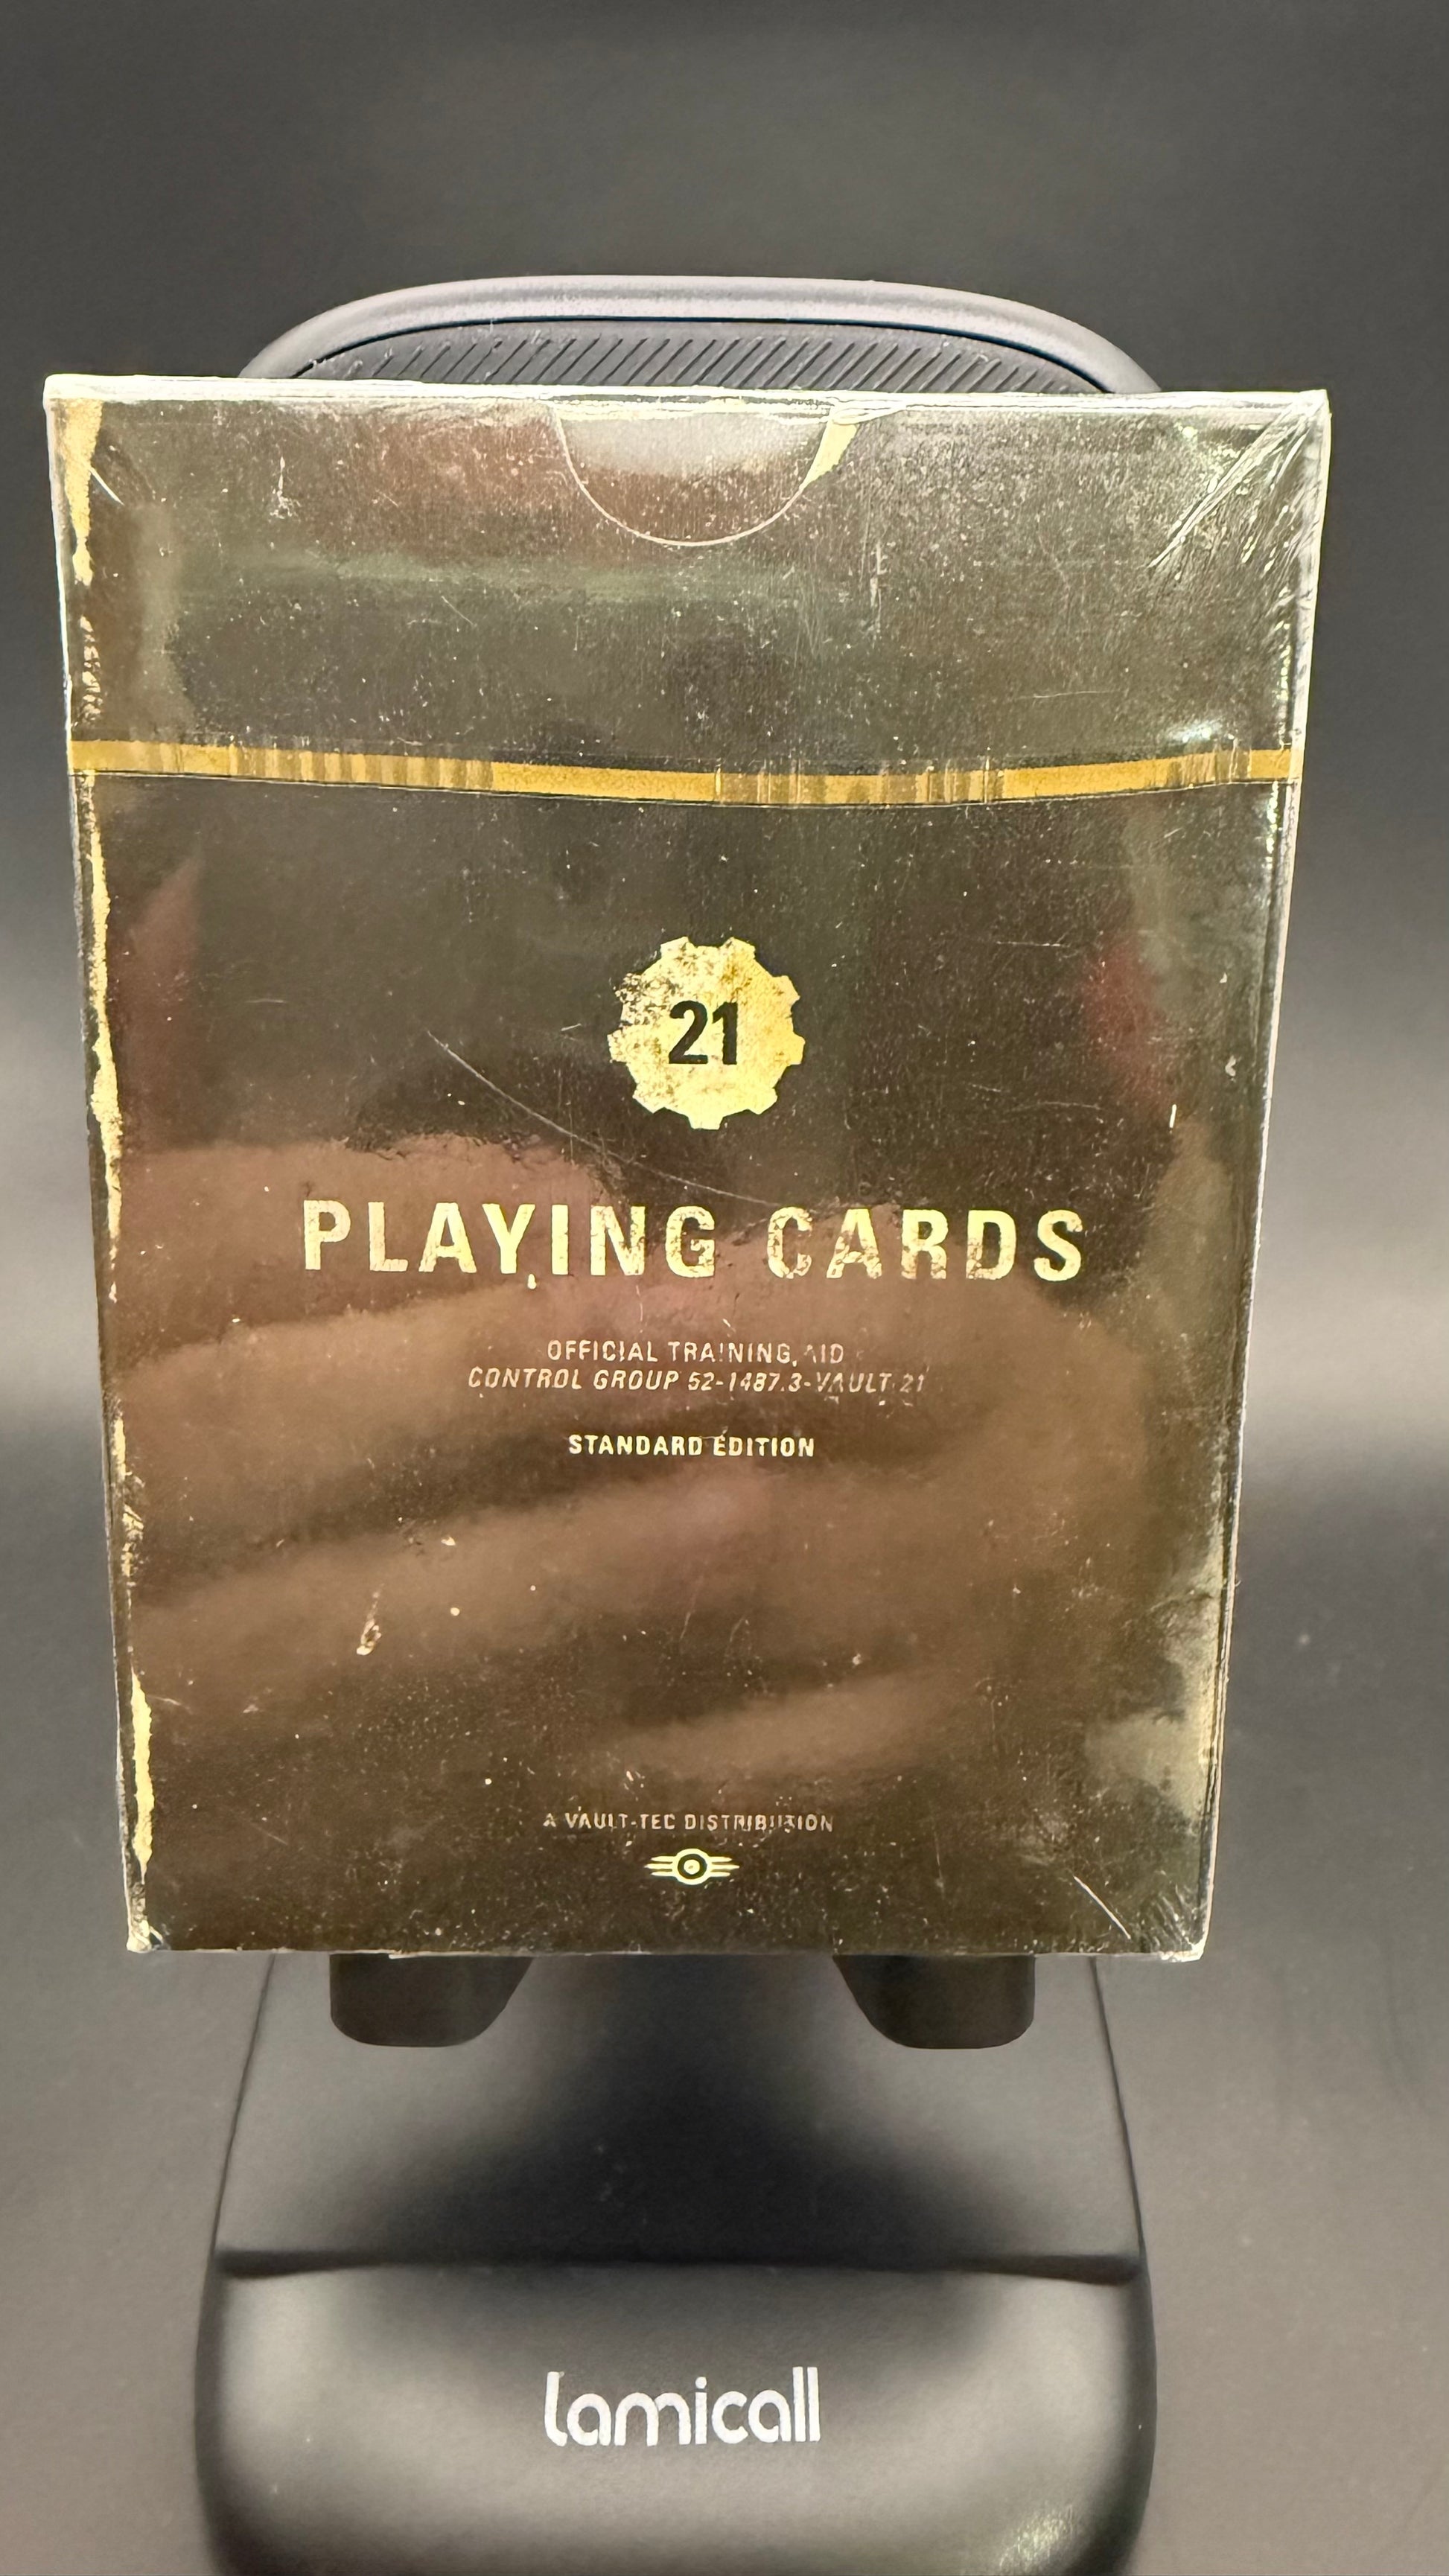 21
PLAYING CARDS
OFFICIAL TRAINING AID
CONTROL GROUP 52-1487.3-VAULT 21
STANDARD EDITION
A VAULT-TEC DISTRIBUTION
lamicall